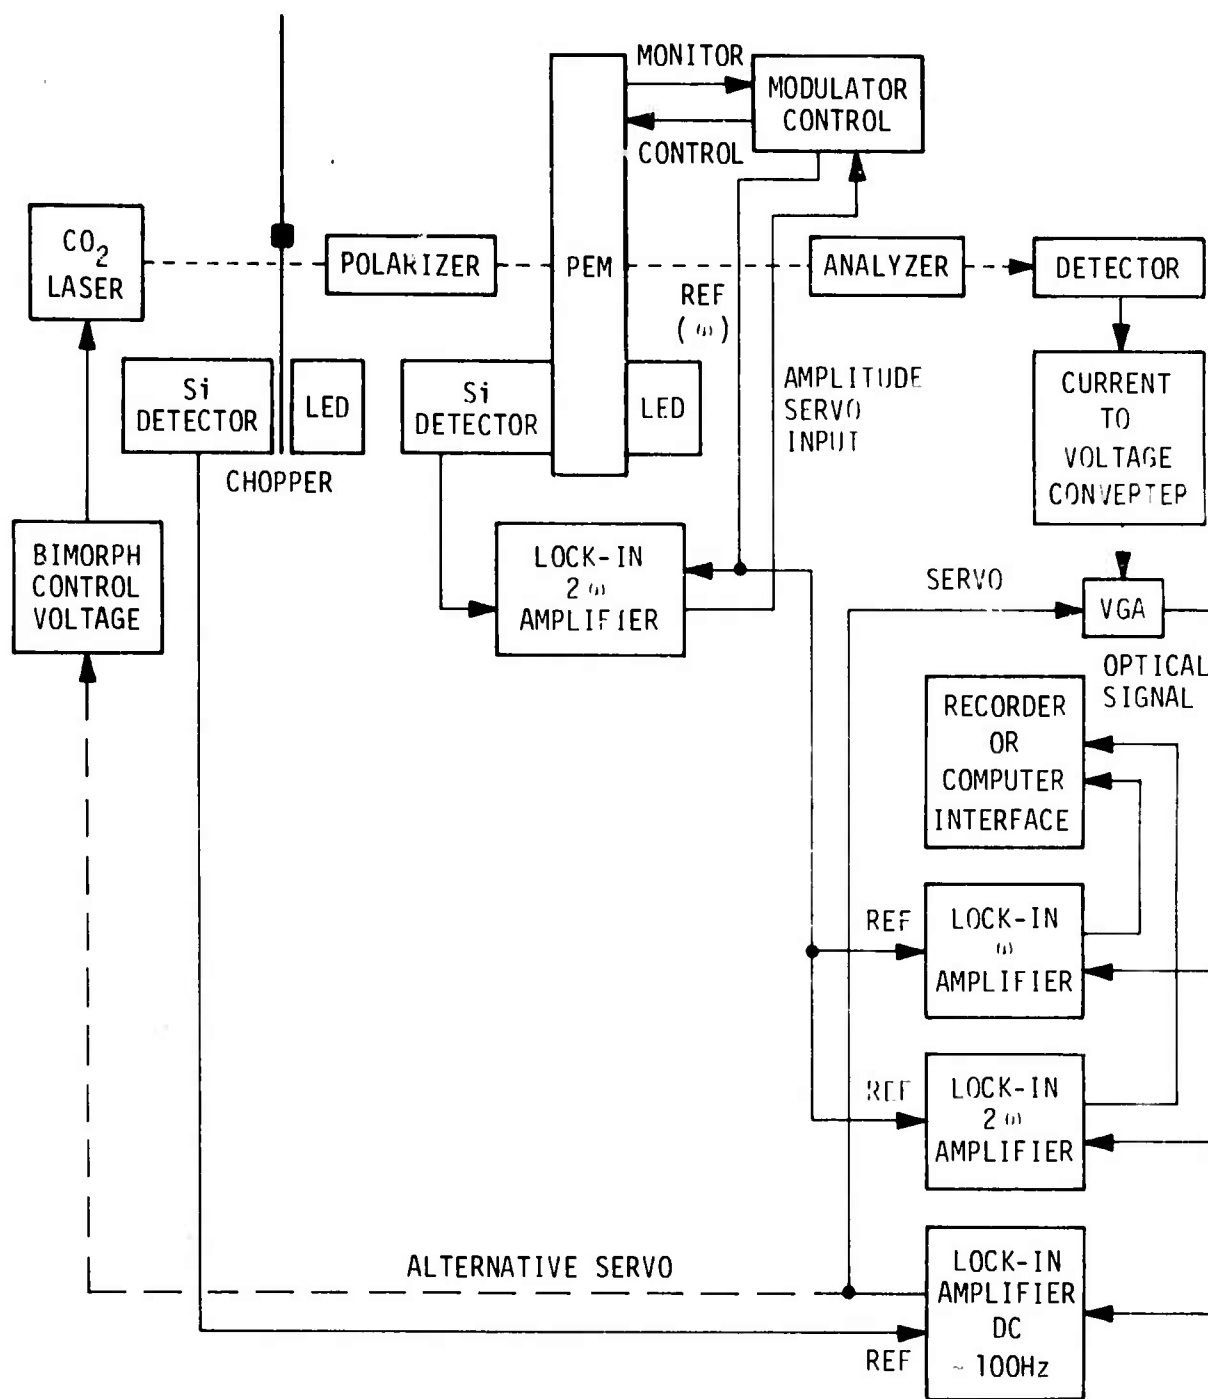 MONITOR
MODULATOR
CONTROL
CONTROL
CO2
LASER
POLARIZER
PEM
ANALYZER
DETECTOR
REF
(ω)
Si
DETECTOR
LED
CHOPPER
Si
DETECTOR
LED
AMPLITUDE
SERVO
INPUT
CURRENT
TO
VOLTAGE
CONVERTER
BIMORPH
CONTROL
VOLTAGE
LOCK-IN
2ω
AMPLIFIER
SERVO
VGA
OPTICAL
SIGNAL
RECORDER
OR
COMPUTER
INTERFACE
REF
LOCK-IN
ω
AMPLIFIER
REF
LOCK-IN
2ω
AMPLIFIER
ALTERNATIVE SERVO
LOCK-IN
AMPLIFIER
DC
~ 100Hz
REF